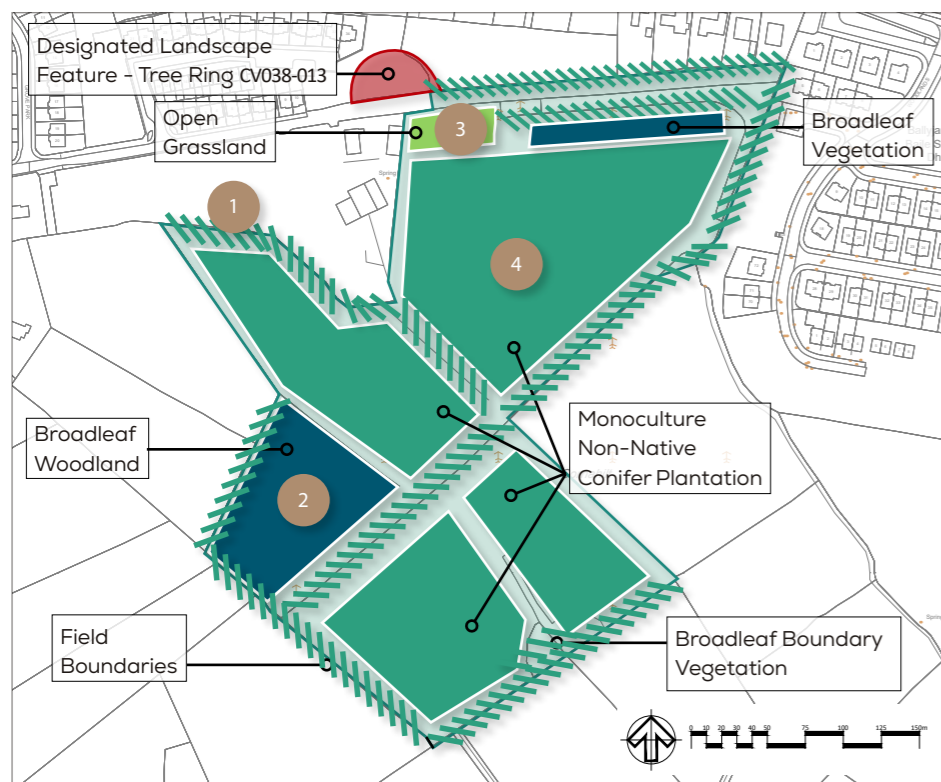 Designated Landscape
Feature - Tree Ring CV038-013
Open
Grassland
3
Broadleaf
Vegetation
1
4
Broadleaf
Woodland
2
Monoculture
Non-Native
Conifer Plantation
Field
Boundaries
Broadleaf Boundary
Vegetation
0 10 20 30 40 50 75 100 125 150m